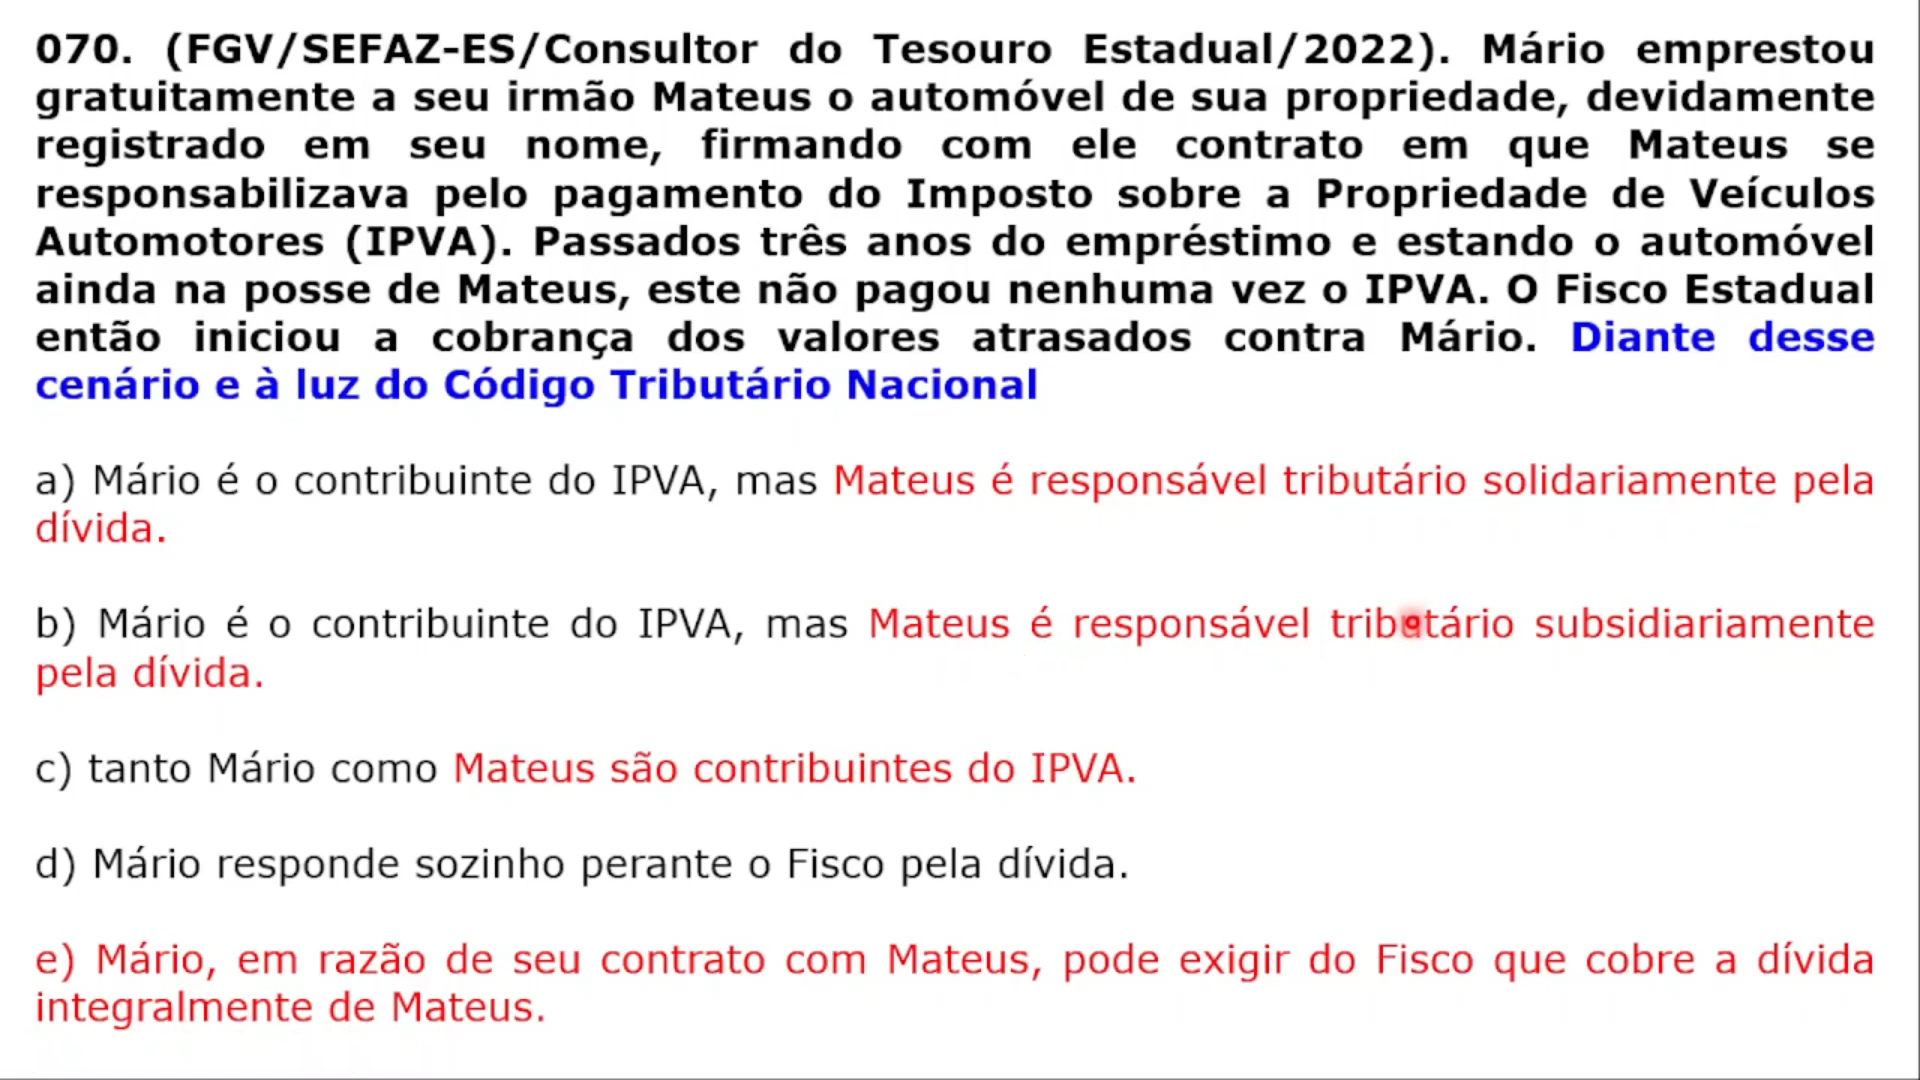 070. (FGV/SEFAZ-ES/Consultor do Tesouro Estadual/2022). Mário emprestou
gratuitamente a seu irmão Mateus o automóvel de sua propriedade, devidamente
registrado em seu nome, firmando com ele contrato em que Mateus se
responsabilizava pelo pagamento do Imposto sobre a Propriedade de Veículos
Automotores (IPVA). Passados três anos do empréstimo e estando o automóvel
ainda na posse de Mateus, este não pagou nenhuma vez o IPVA. O Fisco Estadual
então iniciou a cobrança dos valores atrasados contra Mário. Diante desse
cenário e à luz do Código Tributário Nacional
a) Mário é o contribuinte do IPVA, mas Mateus é responsável tributário solidariamente pela
dívida.
b) Mário é o contribuinte do IPVA, mas Mateus é responsável tributário subsidiariamente
pela dívida.
c) tanto Mário como Mateus são contribuintes do IPVA.
d) Mário responde sozinho perante o Fisco pela dívida.
e) Mário, em razão de seu contrato com Mateus, pode exigir do Fisco que cobre a dívida
integralmente de Mateus.